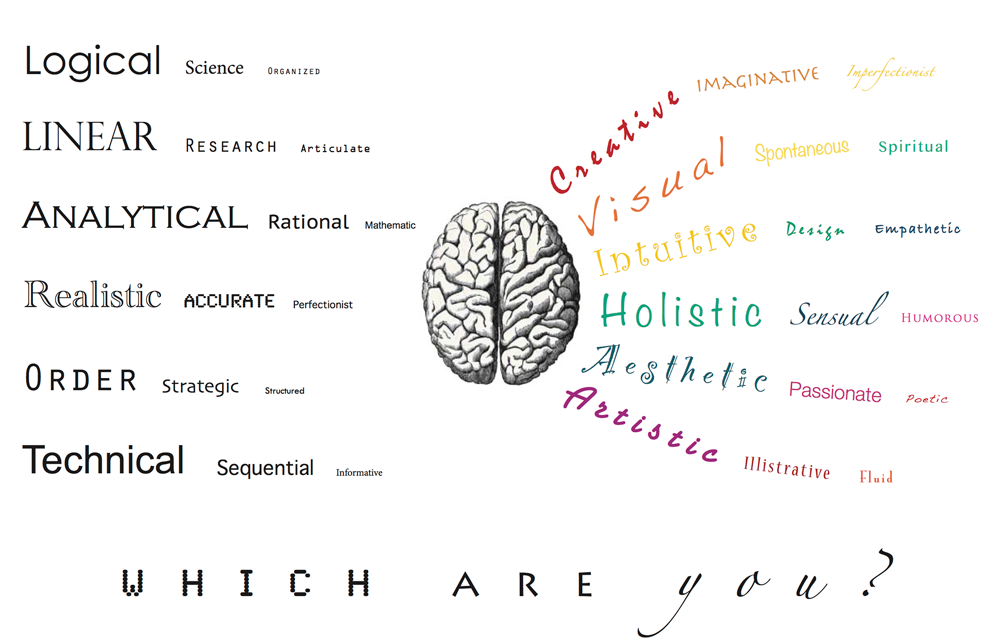 Logical Science ORGANIZED
LINEAR RESEARCH Articulate
ANALYTICAL Rational Mathematic
Realistic ACCURATE Perfectionist
ORDER Strategic Structured
Technical Sequential Informative
Creative IMAGINATIVE Imperfectionist
Visual Spontaneous Spiritual
Intuitive Design Empathetic
Holistic Sensual HUMOROUS
Aesthetic Passionate Poetic
Artistic Illistrative Fluid
WHICH ARE you?